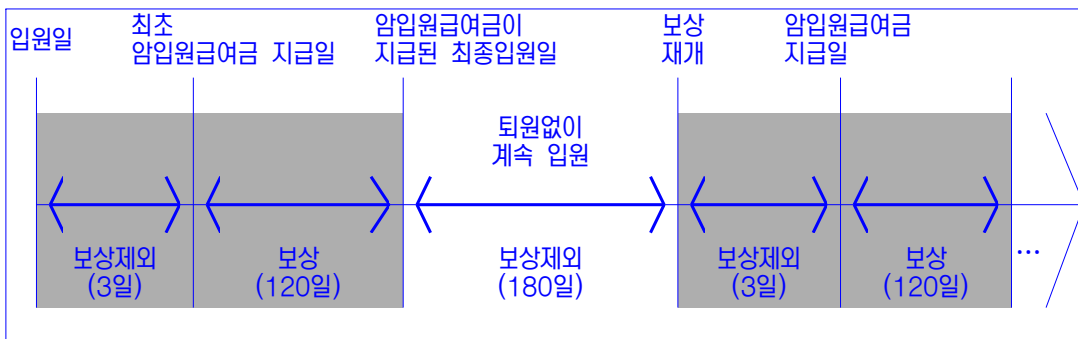 입원일
최초
암입원급여금 지급일
암입원급여금이
지급된 최종입원일
보상
재개
암입원급여금
지급일
퇴원없이
계속 입원
보상제외
(3일)
보상
(120일)
보상제외
(180일)
보상제외
(3일)
보상
(120일)
...